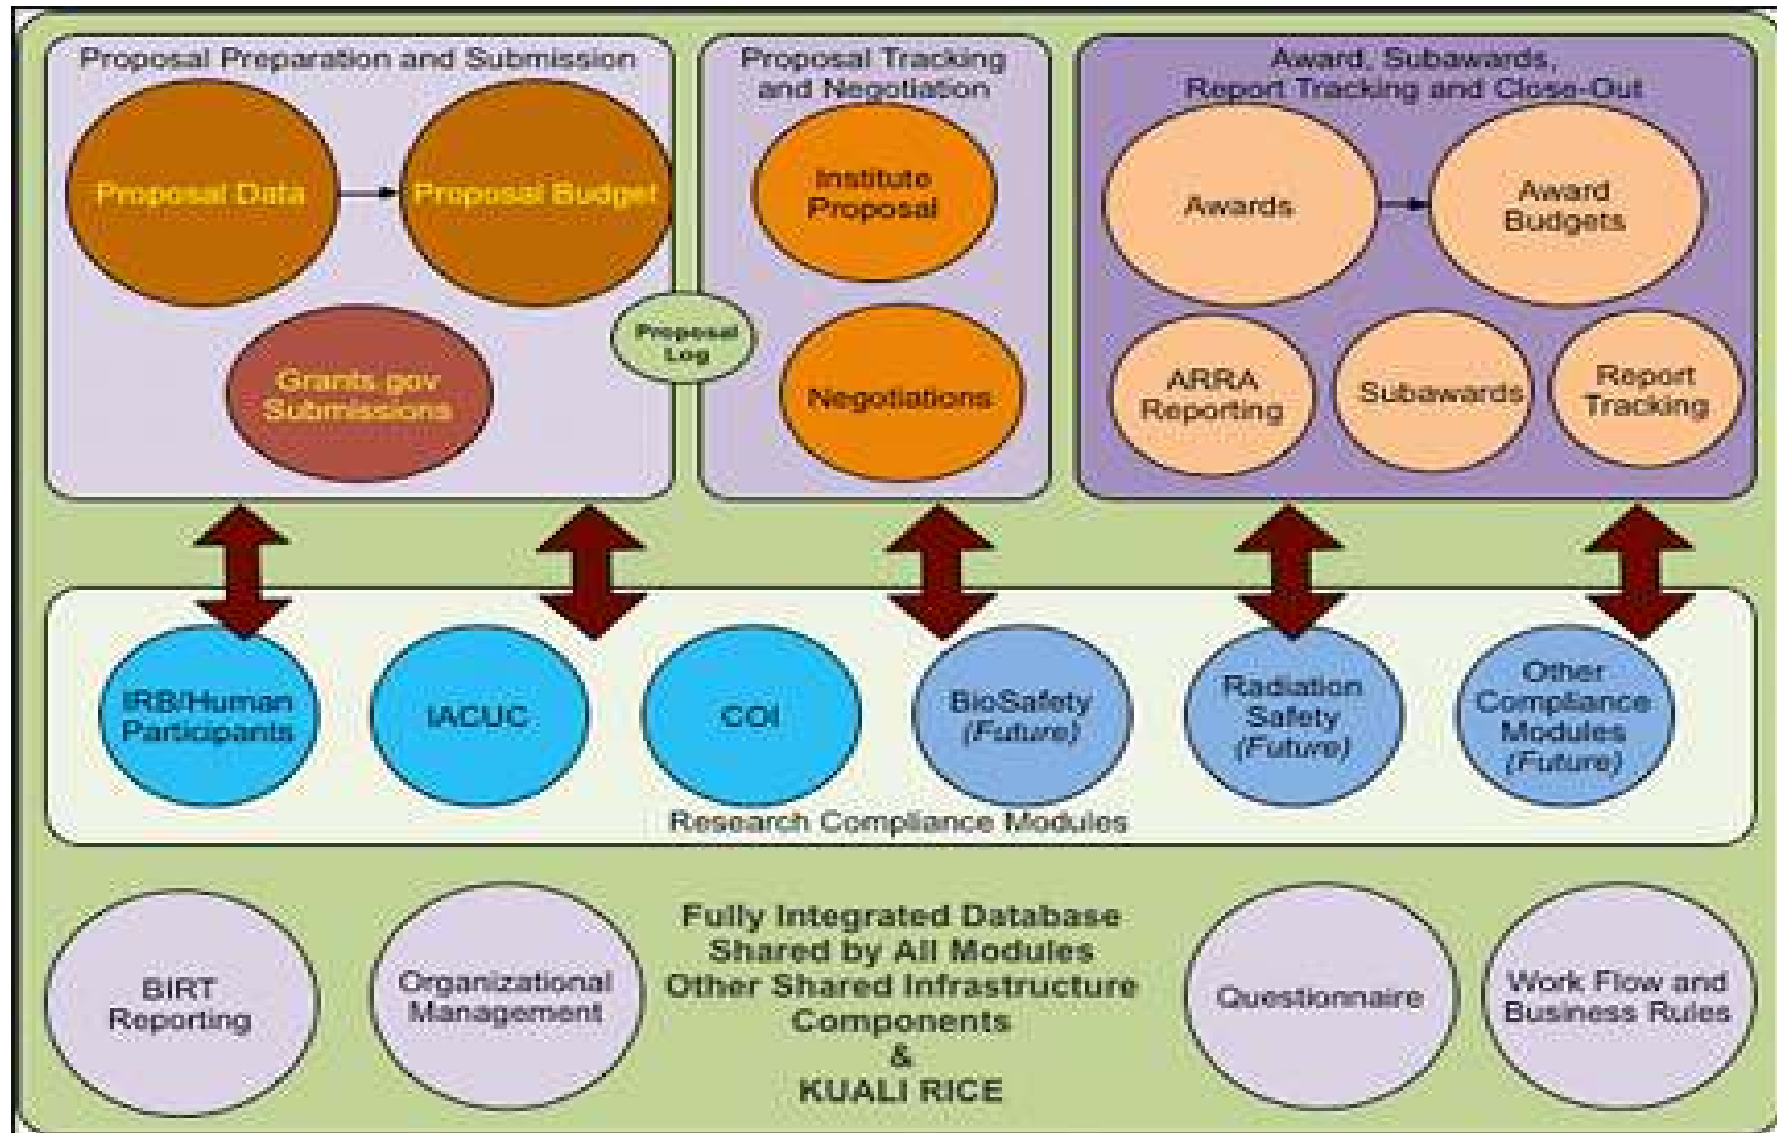 Proposal Preparation and Submission
Proposal Data
Proposal Budget
Grants.gov
Submissions
Proposal
Log
Proposal Tracking
and Negotiation
Institute
Proposal
Negotiations
Award, Subawards,
Report Tracking and Close-Out
Awards
Award
Budgets
ARRA
Reporting
Subawards
Report
Tracking
IRB/Human
Participants
IACUC
COI
BioSafety
(Future)
Radiation
Safety
(Future)
Other
Compliance
Modules
(Future)
Research Compliance Modules
BIRT
Reporting
Organizational
Management
Fully Integrated Database
Shared by All Modules
Other Shared Infrastructure
Components
&
KUALI RICE
Questionnaire
Work Flow and
Business Rules